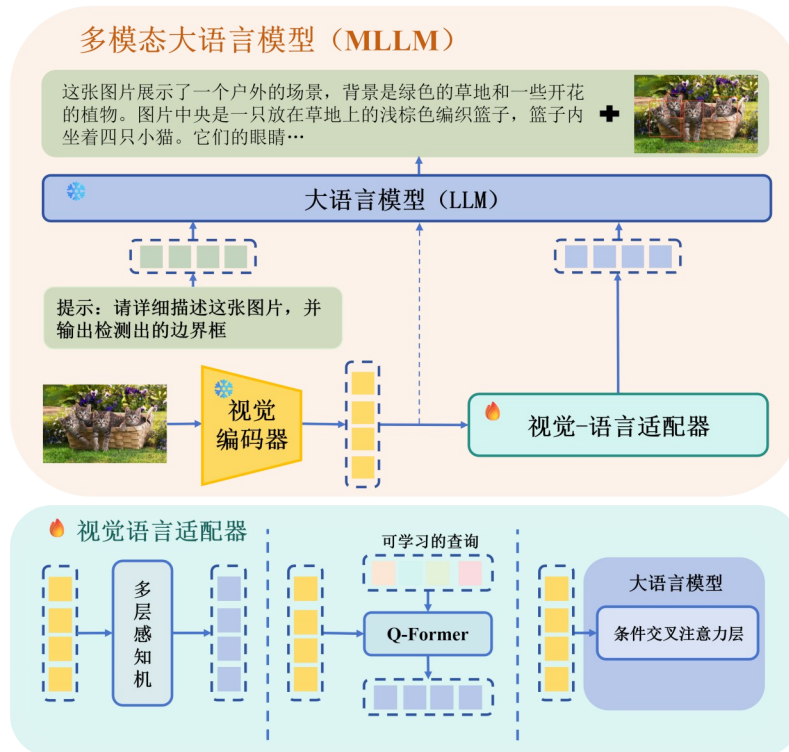 多模态大语言模型（MLLM）
这张图片展示了一个户外的场景，背景是绿色的草地和一些开花
的植物。图片中央是一只放在草地上的浅棕色编织篮子，篮子内
坐着四只小猫。它们的眼睛…
大语言模型（LLM）
提示：请详细描述这张图片，并
输出检测出的边界框
视觉
编码器
视觉-语言适配器
视觉语言适配器
可学习的查询
多
层
感
知
机
Q-Former
大语言模型
条件交叉注意力层